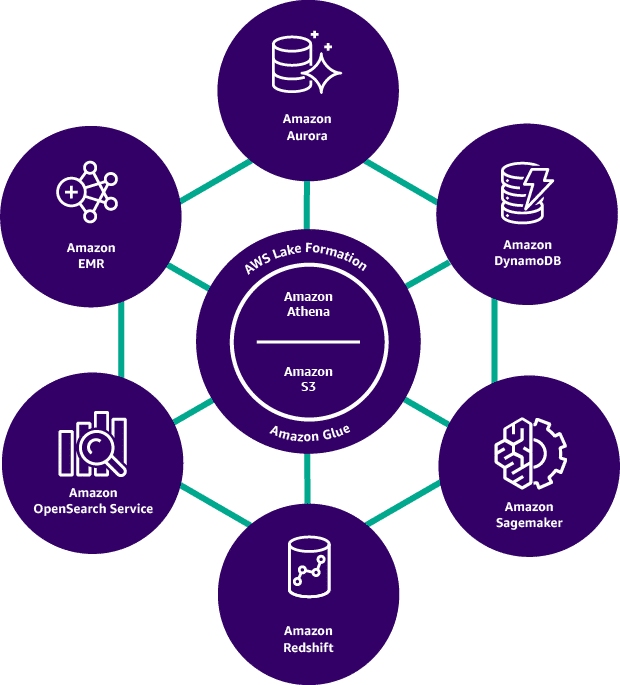 Amazon
Aurora
Amazon
EMR
Amazon
DynamoDB
AWS Lake Formation
Amazon
Athena
Amazon
S3
Amazon Glue
Amazon
OpenSearch Service
Amazon
Sagemaker
Amazon
Redshift